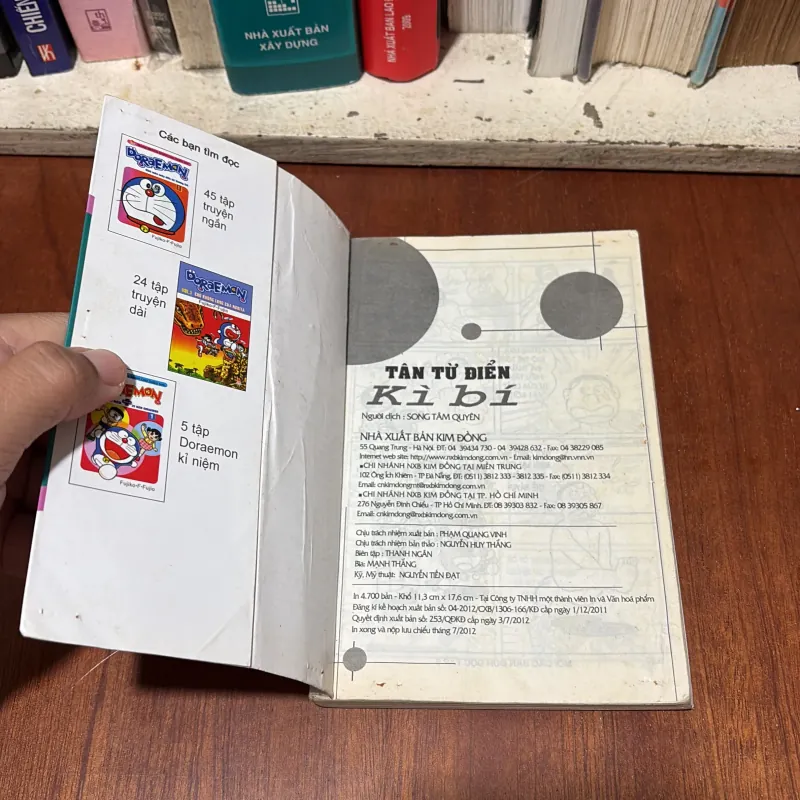 CHIẾN
NHÀ XUẤT BẢN
XÂY DỰNG
NHÀ XUẤT BẢN LAO
2005
Các bạn tìm đọc
DORAEMON
Fujiko-F-Fujio
45 tập
truyện
ngắn
24 tập
truyện
dài
DORAEMON
Fujiko-F-Fujio
5 tập
Doraemon
kỉ niệm
Fujiko-F-Fujio
TÂN TỪ ĐIỂN
Kì bí
Người dịch : SONG TÂM QUYÊN
NHÀ XUẤT BẢN KIM ĐỒNG
55 Quang Trung - Hà Nội. ĐT: 04 39434 730 - 04 39428 632 - Fax: 04 38229 085
Internet web site: http://www.nxbkimdong.com.vn - Email: kimdong@hn.vnn.vn
▪CHI NHÁNH NXB KIM ĐỒNG TẠI MIỀN TRUNG
102 Ông Ích Khiêm - TP Đà Nẵng, ĐT: (0511) 3812 333 - 3812 335 - Fax: (0511) 3812 334
Email: cnkimdongmt@nxbkimdong.com.vn
▪CHI NHÁNH NXB KIM ĐỒNG TẠI TP. HỒ CHÍ MINH
276 Nguyễn Đình Chiểu - TP Hồ Chí Minh. ĐT: 08 39303 832 - Fax: 08 39305 867
Email: cnkimdong@nxbkimdong.com.vn
Chịu trách nhiệm xuất bản : PHẠM QUANG VINH
Chịu trách nhiệm bản thảo : NGUYỄN HUY THẮNG
Biên tập : THANH NGÂN
Bìa: MẠNH THẮNG
Kỹ, Mỹ thuật: NGUYỄN TIẾN ĐẠT
In 4.700 bản - Khổ 11,3 cm x 17,6 cm - Tại Công ty TNHH một thành viên In và Văn hoá phẩm
Đăng kí kế hoạch xuất bản số: 04-2012/CXB/1306-166/KĐ cấp ngày 1/12/2011
Quyết định xuất bản số: 253/QĐKĐ cấp ngày 3/7/2012
In xong và nộp lưu chiểu tháng 7/2012